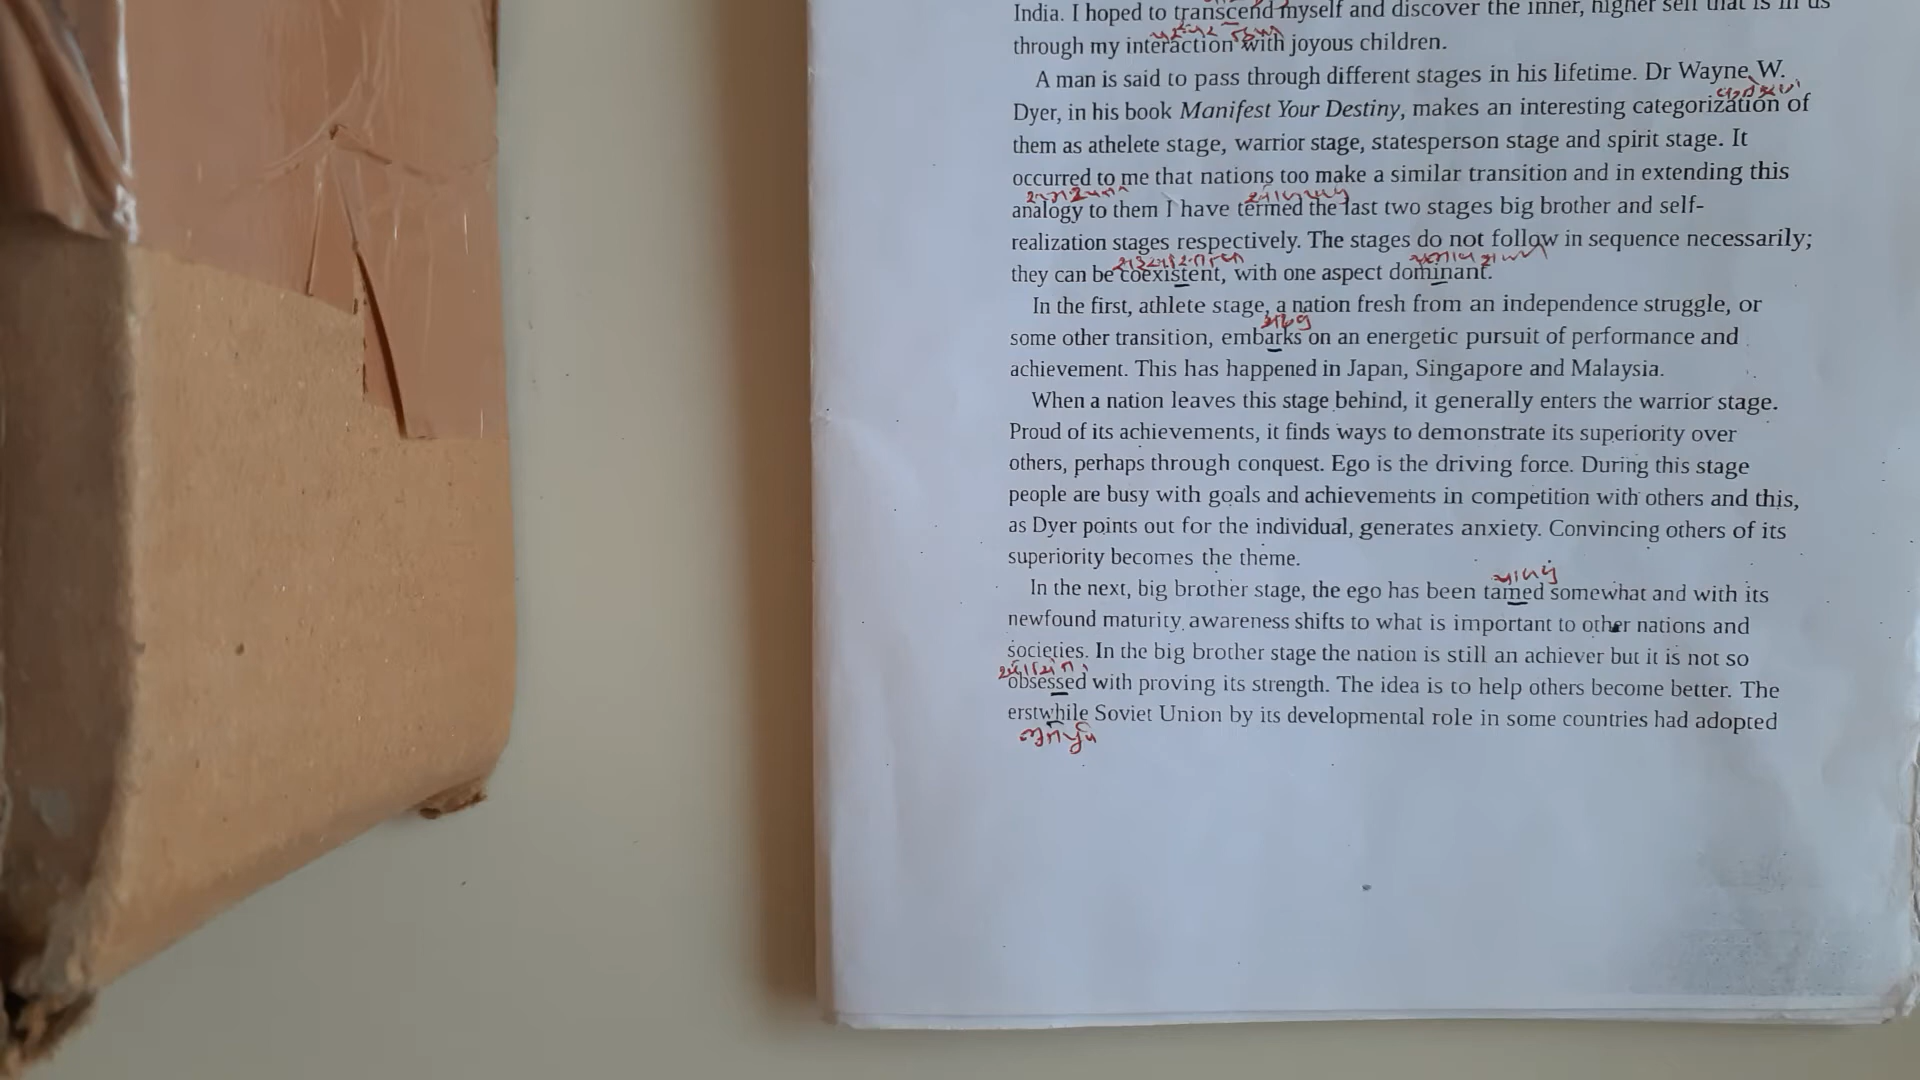 India. I hoped to transcend myself and discover the inner, higher self that is in us
through my interaction with joyous children.
A man is said to pass through different stages in his lifetime. Dr Wayne W.
Dyer, in his book Manifest Your Destiny, makes an interesting categorization of
them as athelete stage, warrior stage, statesperson stage and spirit stage. It
occurred to me that nations too make a similar transition and in extending this
analogy to them I have termed the last two stages big brother and self-
realization stages respectively. The stages do not follow in sequence necessarily;
they can be coexistent, with one aspect dominant.
In the first, athlete stage, a nation fresh from an independence struggle, or
some other transition, embarks on an energetic pursuit of performance and
achievement. This has happened in Japan, Singapore and Malaysia.
When a nation leaves this stage behind, it generally enters the warrior stage.
Proud of its achievements, it finds ways to demonstrate its superiority over
others, perhaps through conquest. Ego is the driving force. During this stage
people are busy with goals and achievements in competition with others and this,
as Dyer points out for the individual, generates anxiety. Convincing others of its
superiority becomes the theme.
In the next, big brother stage, the ego has been tamed somewhat and with its
newfound maturity awareness shifts to what is important to other nations and
societies. In the big brother stage the nation is still an achiever but it is not so
obsessed with proving its strength. The idea is to help others become better. The
erstwhile Soviet Union by its developmental role in some countries had adopted